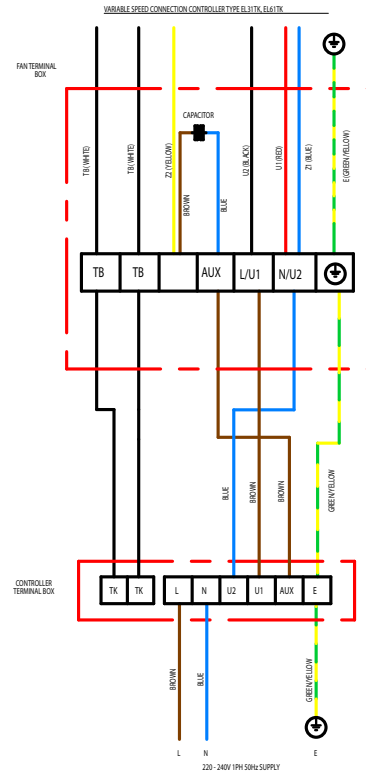 VARIABLE SPEED CONNECTION CONTROLLER TYPE EL31TK, EL61TK
FAN TERMINAL
BOX
CAPACITOR
TB (WHITE)
TB (WHITE)
Z2 (YELLOW)
BROWN
BLUE
U2 (BLACK)
U1 (RED)
Z1 (BLUE)
E (GREEN/YELLOW)
TB
TB
AUX
L/U1
N/U2
BLUE
BROWN
BROWN
GREEN/YELLOW
CONTROLLER
TERMINAL BOX
TK
TK
L
N
U2
U1
AUX
E
BROWN
BLUE
GREEN/YELLOW
L
N
E
220 - 240V 1PH 50Hz SUPPLY